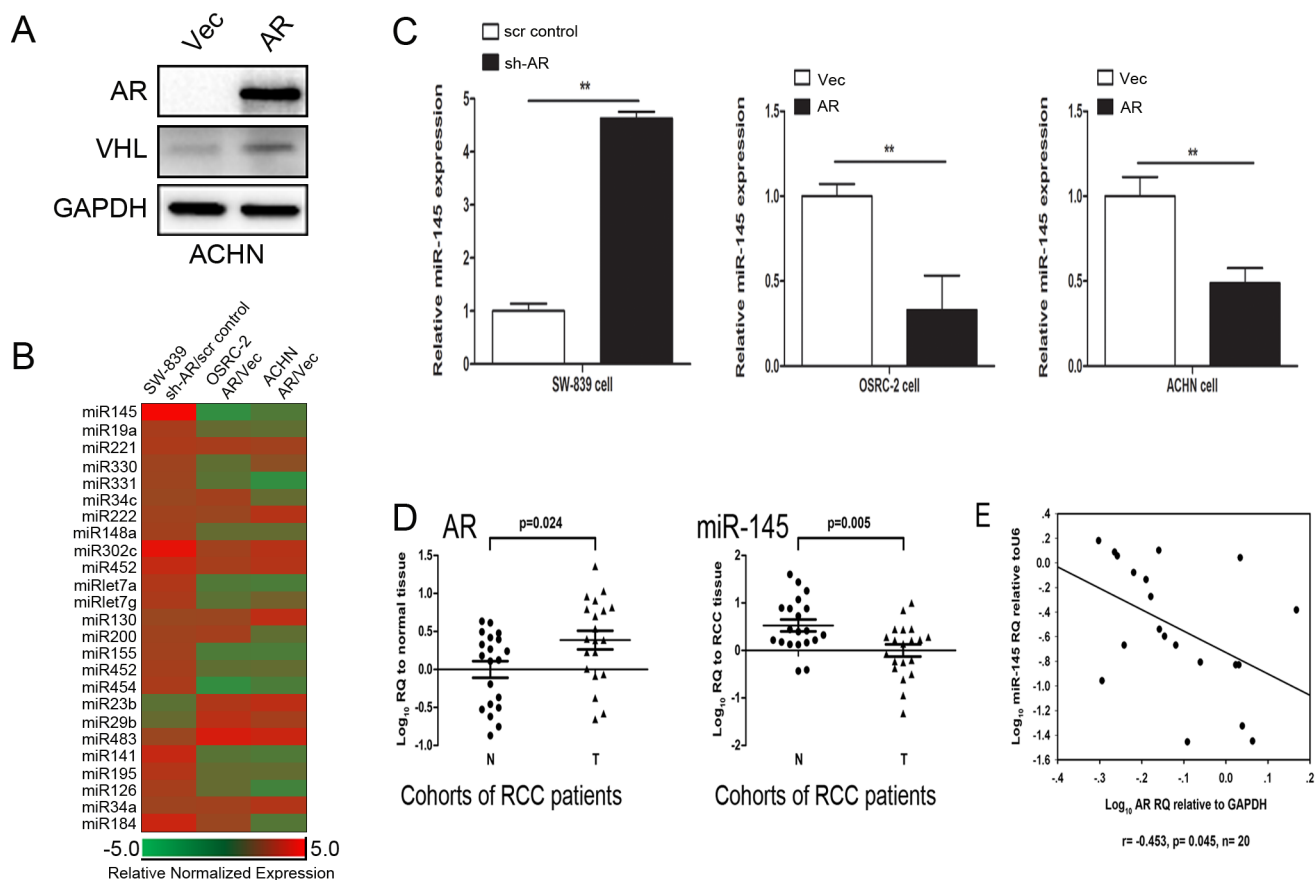 A
Vec
AR
AR
VHL
GAPDH
ACHN
B
SW-839
sh-AR/scr control
OSRC-2
AR/Vec
ACHN
AR/Vec
miR145
miR19a
miR221
miR330
miR331
miR34c
miR222
miR148a
miR302c
miR452
miRlet7a
miRlet7g
miR130
miR200
miR155
miR452
miR454
miR23b
miR29b
miR483
miR141
miR195
miR126
miR34a
miR184
-5.0
5.0
Relative Normalized Expression
C
scr control
sh-AR
Relative miR-145 expression
5
4
3
2
1
0
**
SW-839 cell
Vec
AR
Relative miR-145 expression
1.5
1.0
0.5
0.0
**
OSRC-2 cell
Vec
AR
Relative miR-145 expression
1.5
1.0
0.5
0.0
**
ACHN cell
D
AR
p=0.024
Log10 RQ to normal tissue
1.5
1.0
0.5
0.0
-0.5
-1.0
N
T
Cohorts of RCC patients
miR-145
p=0.005
Log10 RQ to RCC tissue
2
1
0
-1
-2
N
T
Cohorts of RCC patients
E
Log10 miR-145 RQ relative toU6
.4
.2
0.0
-.2
-.4
-.6
-.8
-1.0
-1.2
-1.4
-1.6
-.4
-.3
-.2
-.1
0.0
.1
.2
Log10 AR RQ relative to GAPDH
r= -0.453, p= 0.045, n= 20